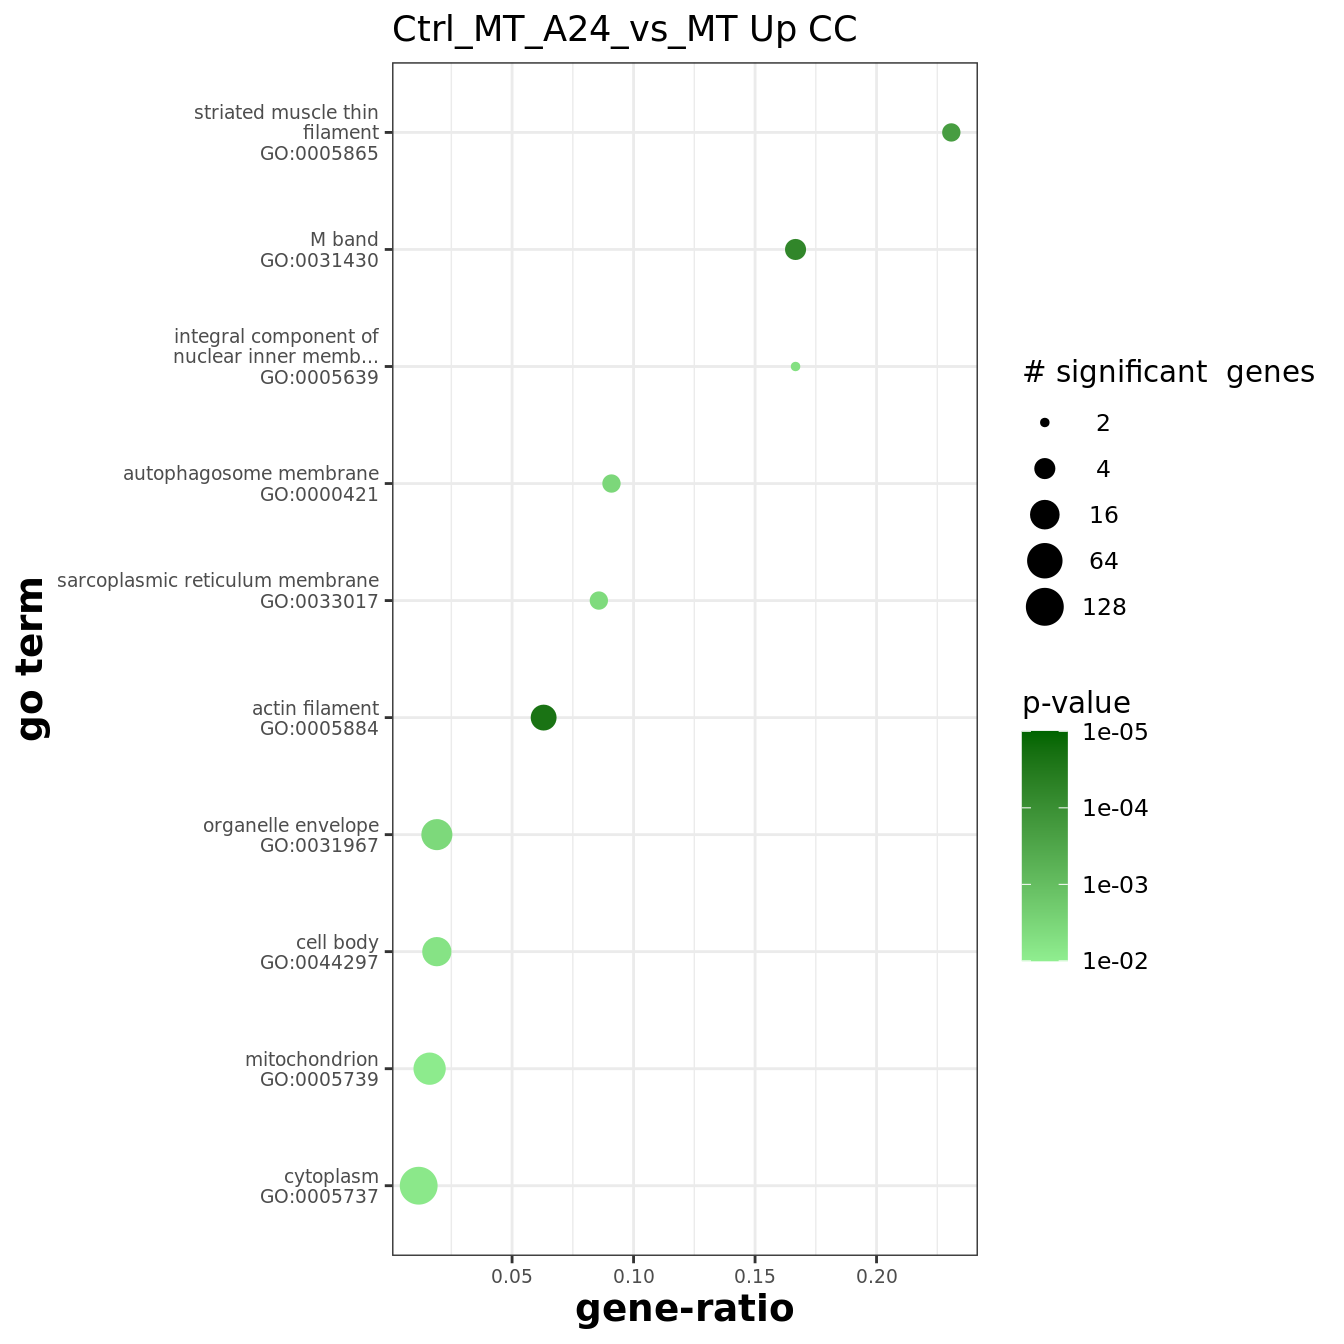 Ctrl_MT_A24_vs_MT Up CC
striated muscle thin
filament
GO:0005865
M band
GO:0031430
integral component of
nuclear inner memb...
GO:0005639
autophagosome membrane
GO:0000421
sarcoplasmic reticulum membrane
GO:0033017
actin filament
GO:0005884
organelle envelope
GO:0031967
cell body
GO:0044297
mitochondrion
GO:0005739
cytoplasm
GO:0005737
go term
0.05 0.10 0.15 0.20
gene-ratio
# significant  genes
2
4
16
64
128
p-value
1e-05
1e-04
1e-03
1e-02